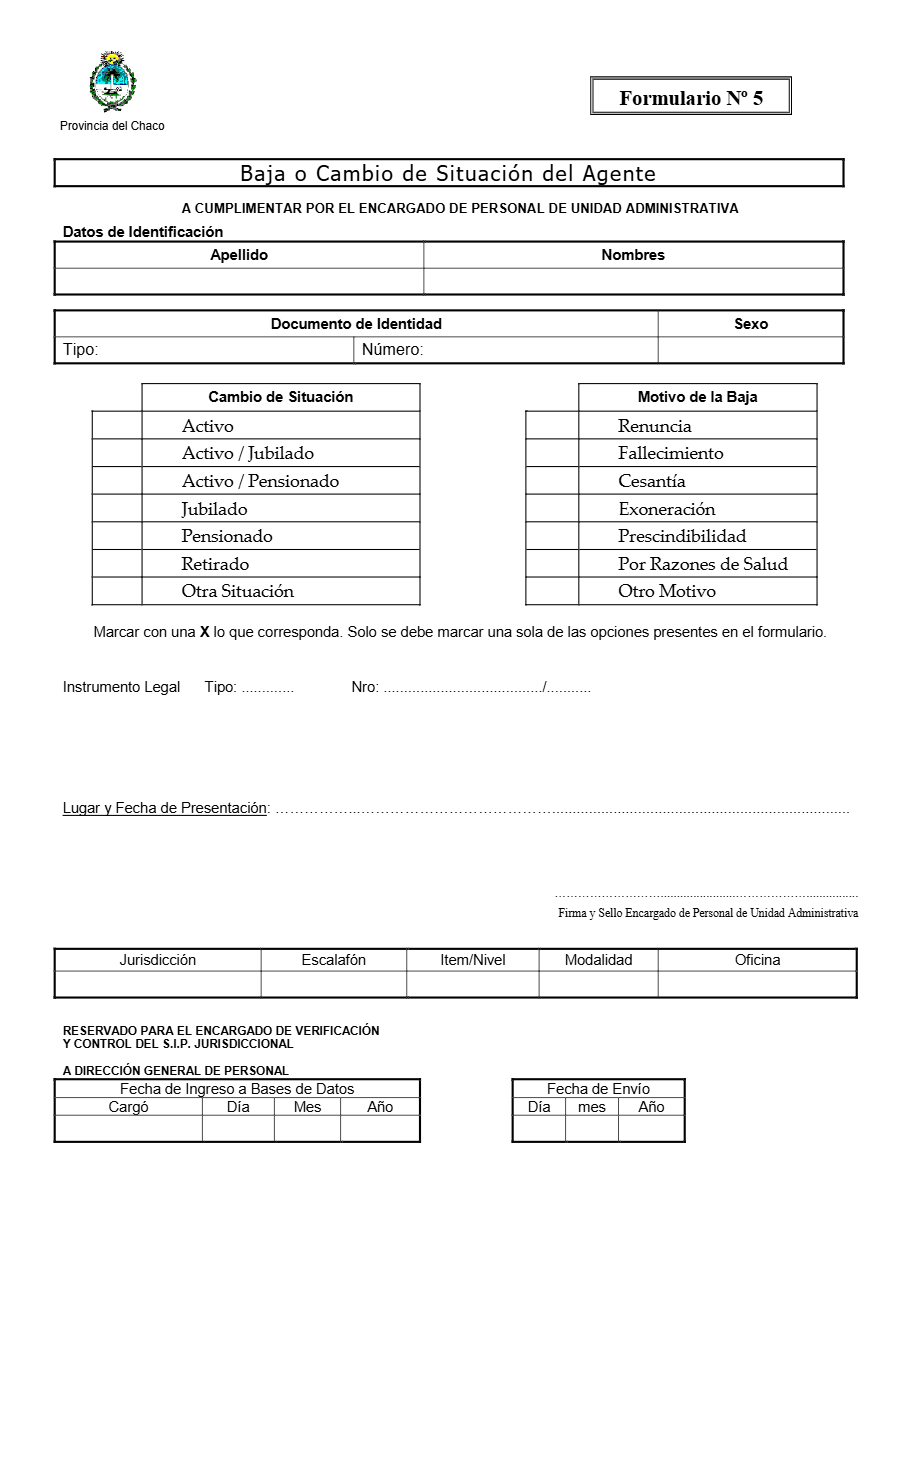 Provincia del Chaco
Formulario Nº 5
Baja o Cambio de Situación del Agente
A CUMPLIMENTAR POR EL ENCARGADO DE PERSONAL DE UNIDAD ADMINISTRATIVA
Datos de Identificación
Apellido Nombres
Documento de Identidad Sexo
Tipo: Número:
Cambio de Situación Motivo de la Baja
Activo Renuncia
Activo / Jubilado Fallecimiento
Activo / Pensionado Cesantía
Jubilado Exoneración
Pensionado Prescindibilidad
Retirado Por Razones de Salud
Otra Situación Otro Motivo
Marcar con una X lo que corresponda. Solo se debe marcar una sola de las opciones presentes en el formulario.
Instrumento Legal Tipo: ............. Nro: ......................................./...........
Lugar y Fecha de Presentación: ……………..…………………………………..........................................................................
……………………........................………………...............
Firma y Sello Encargado de Personal de Unidad Administrativa
Jurisdicción Escalafón Item/Nivel Modalidad Oficina
RESERVADO PARA EL ENCARGADO DE VERIFICACIÓN
Y CONTROL DEL S.I.P. JURISDICCIONAL
A DIRECCIÓN GENERAL DE PERSONAL
Fecha de Ingreso a Bases de Datos Fecha de Envío
Cargó Día Mes Año Día mes Año